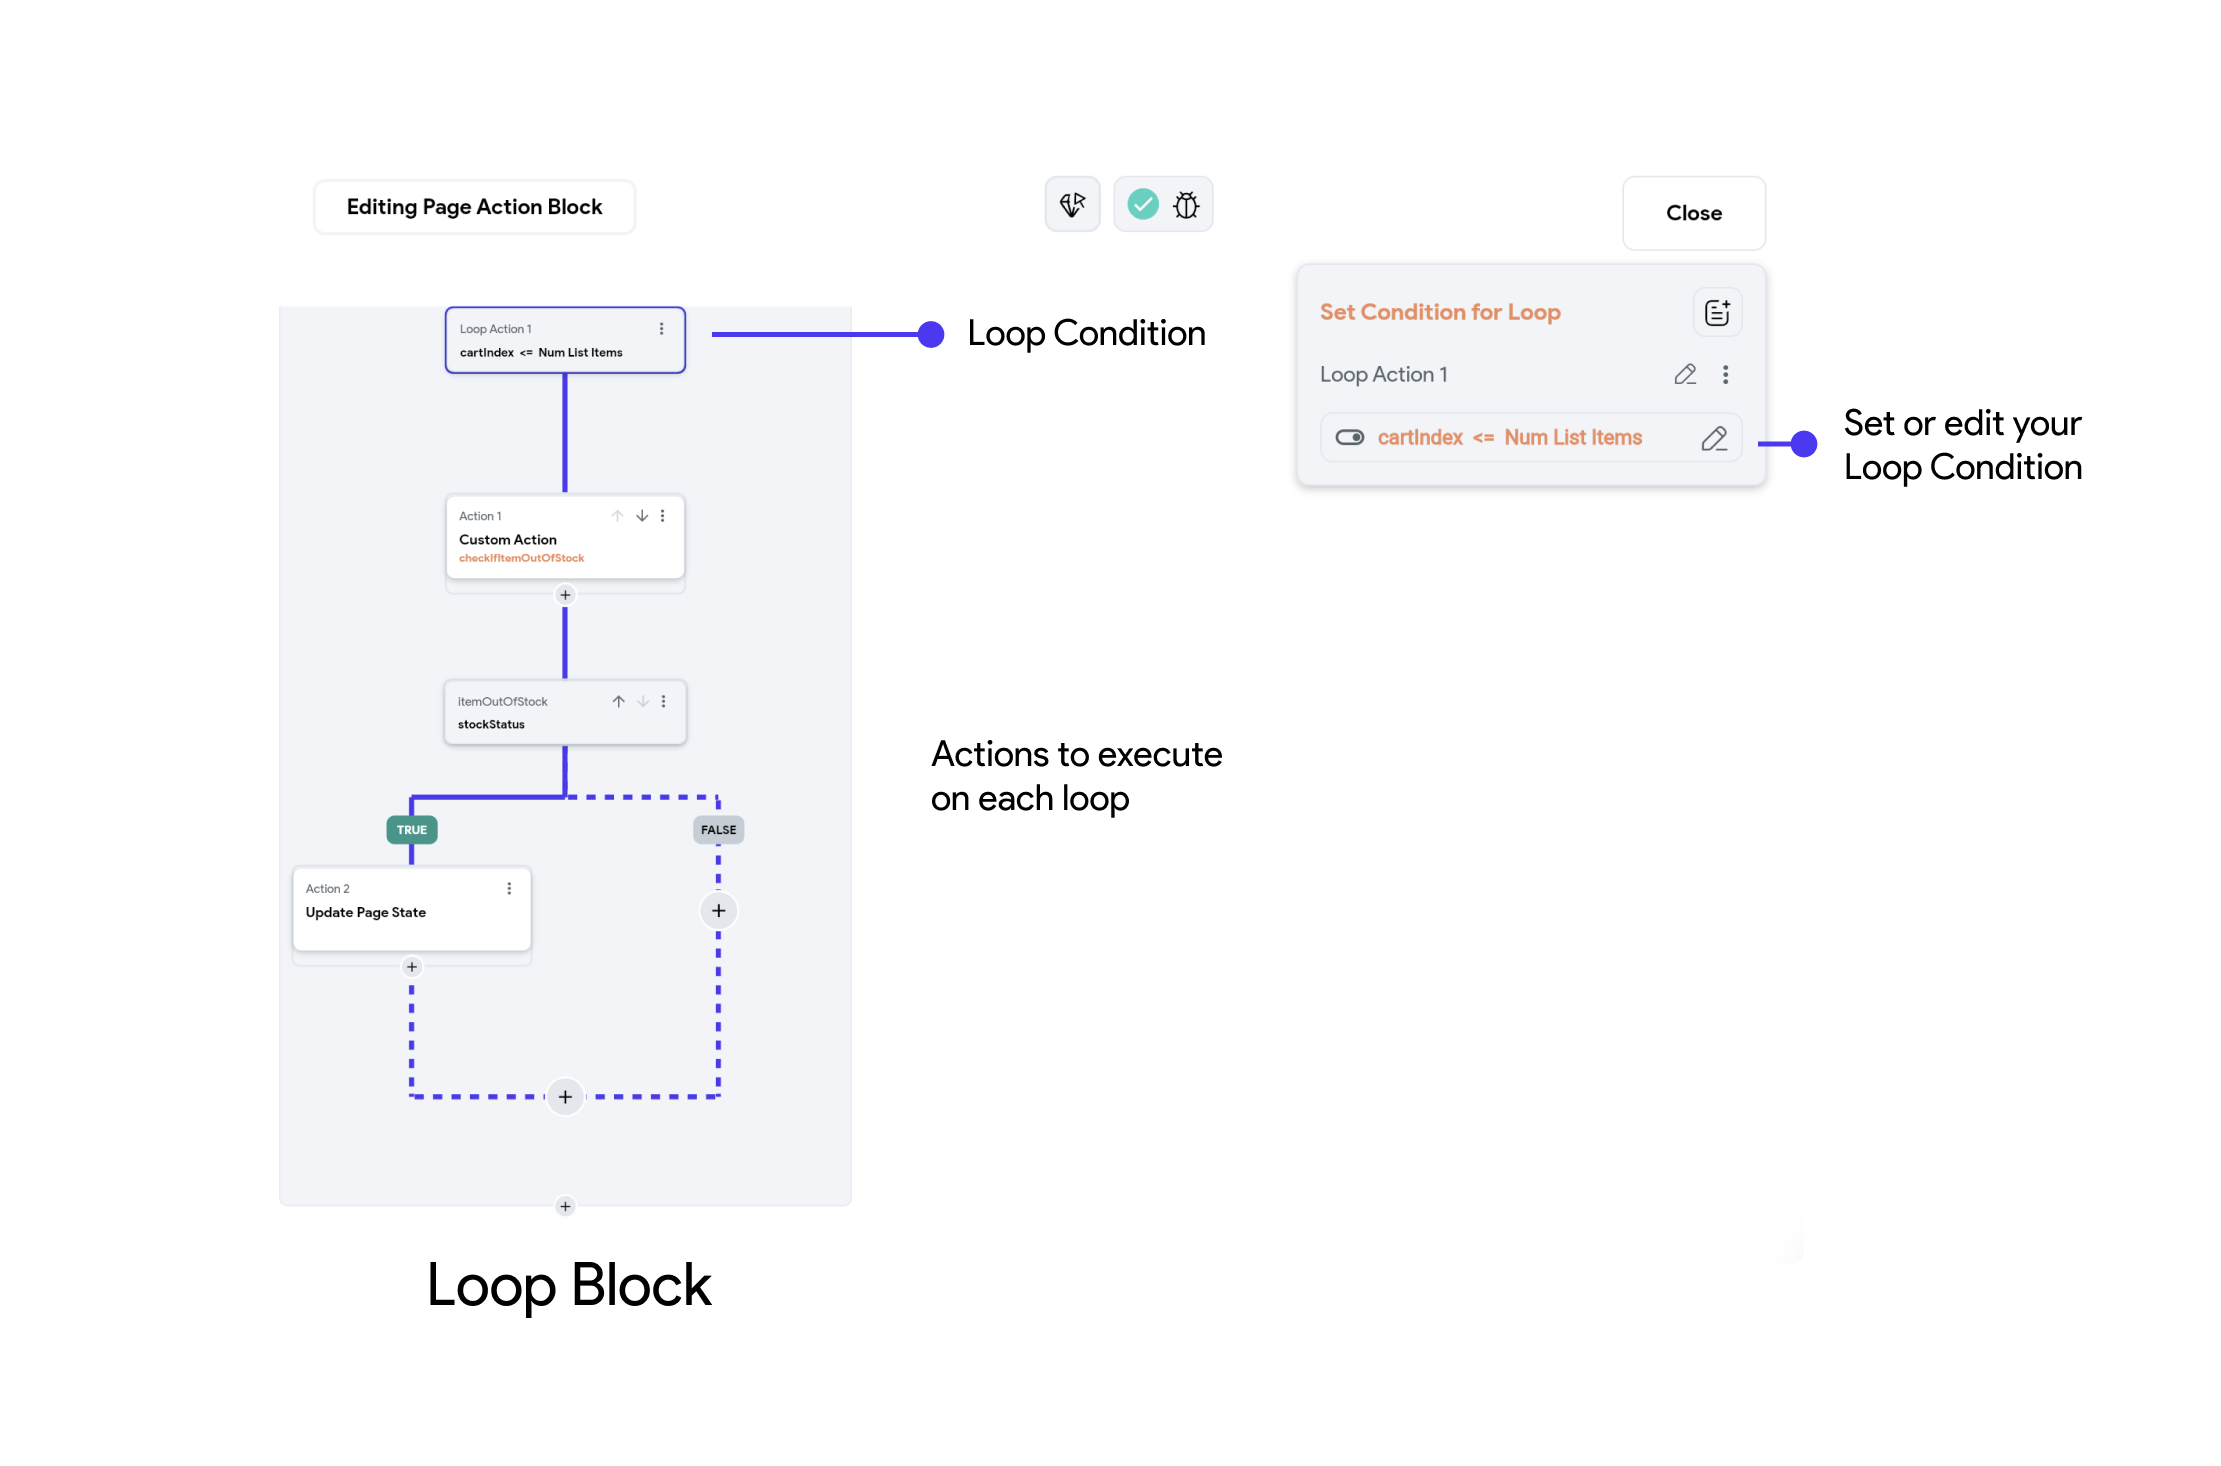 Editing Page Action Block
Close
Set Condition for Loop
Loop Action 1
cartIndex <= Num List Items
Loop Condition
Loop Action 1
cartIndex <= Num List Items
Set or edit your
Loop Condition
Action 1
Custom Action
checkIfItemOutOfStock
itemOutOfStock
stockStatus
Actions to execute
on each loop
TRUE
FALSE
Action 2
Update Page State
Loop Block